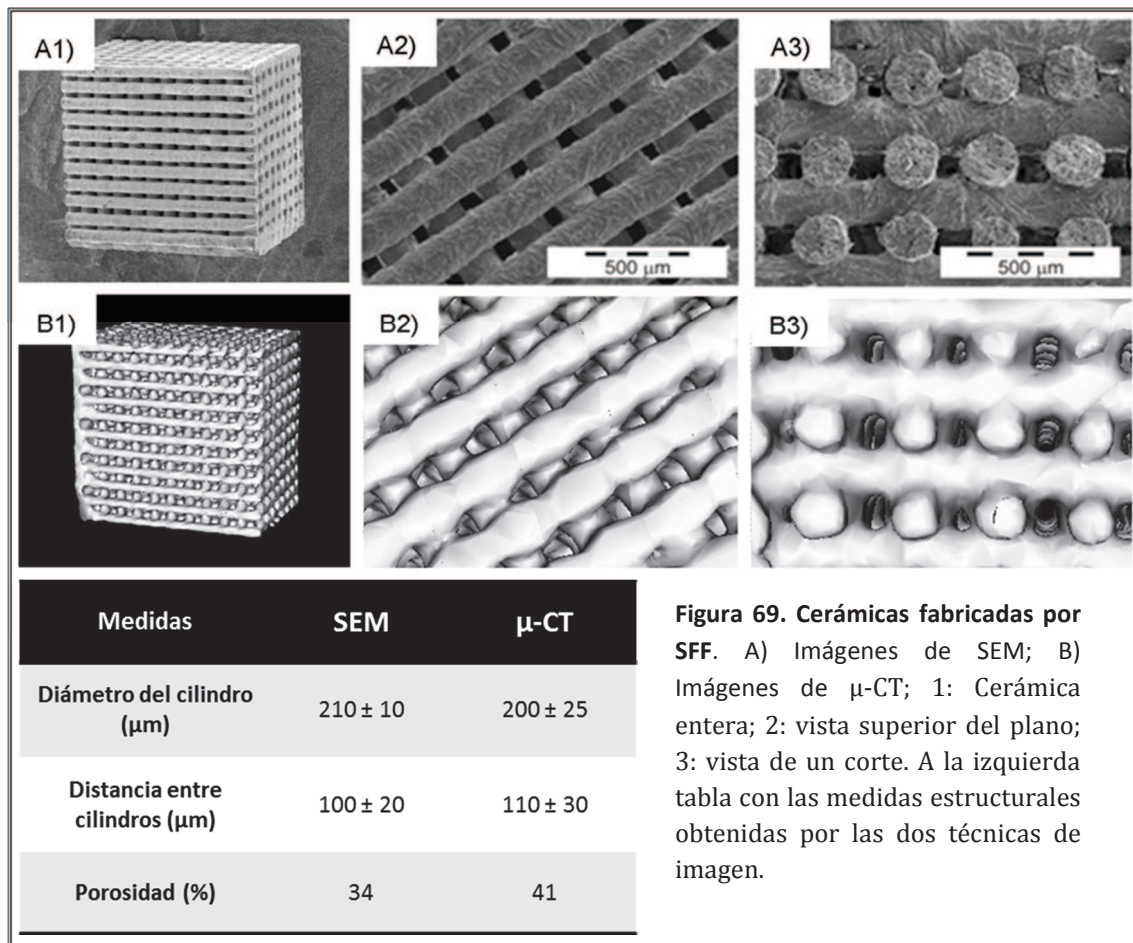 A1)
A2)
A3)
500 µm
500 µm
B1)
B2)
B3)
Medidas SEM µ-CT
Diámetro del cilindro
(µm) 210 ± 10 200 ± 25
Distancia entre
cilindros (µm) 100 ± 20 110 ± 30
Porosidad (%) 34 41
Figura 69. Cerámicas fabricadas por
SFF. A) Imágenes de SEM; B)
Imágenes de µ-CT; 1: Cerámica
entera; 2: vista superior del plano;
3: vista de un corte. A la izquierda
tabla con las medidas estructurales
obtenidas por las dos técnicas de
imagen.